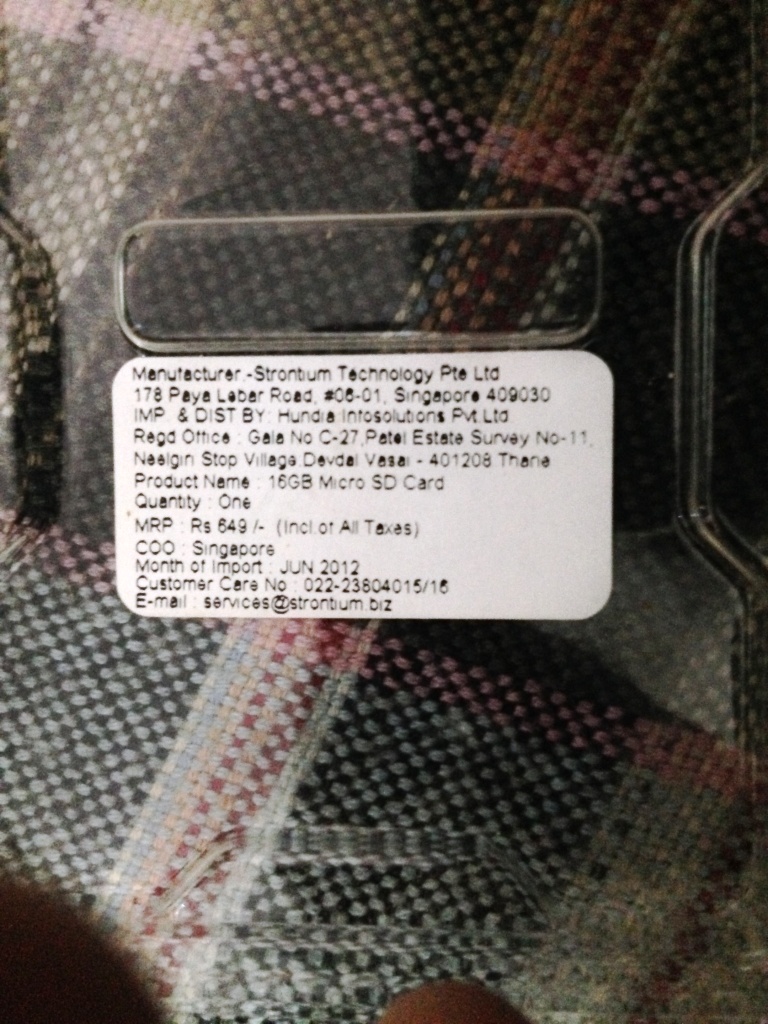 Manufacturer.-Strontium Technology Pte Ltd
178 Paya Lebar Road, #06-01, Singapore 409030
IMP. & DIST BY: Hundia Infosolutions Pvt.Ltd
Regd Office : Gala No C-27,Patel Estate Survey No-11,
Neelgiri Stop Village.Devdal Vasai - 401208 Thane
Product Name : 16GB Micro SD Card
Quantity : One
MRP : Rs 649 /- (Incl.of All Taxes)
COO : Singapore
Month of Import : JUN 2012
Customer Care No : 022-23804015/16
E-mail : services@strontium.biz